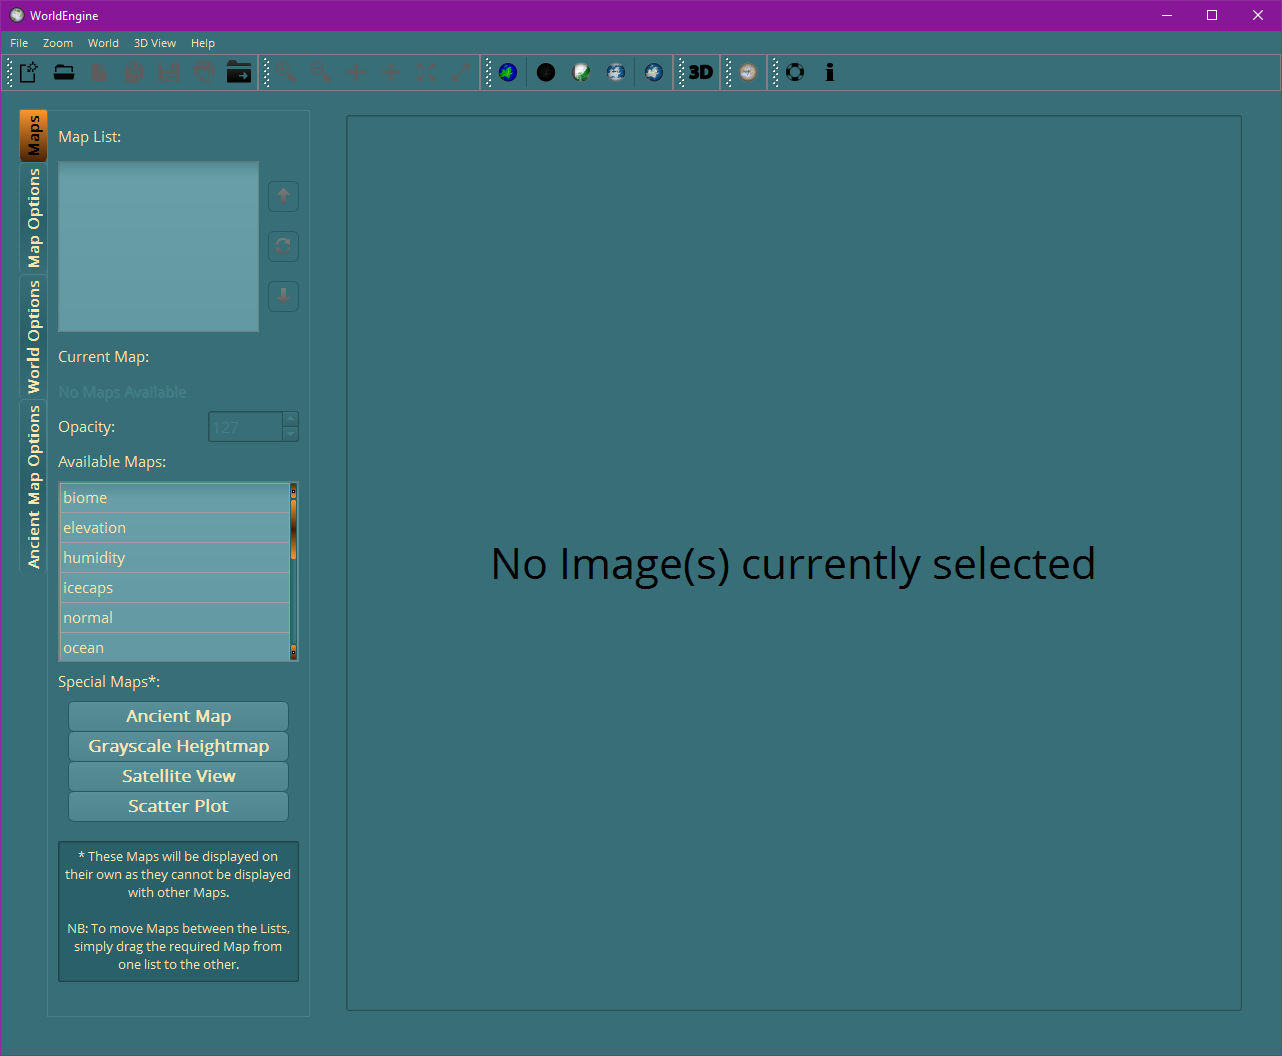 WorldEngine
File Zoom World 3D View Help
3D
Maps
Map Options
World Options
Ancient Map Options
Map List:
Current Map:
No Maps Available
Opacity: 127
Available Maps:
biome
elevation
humidity
icecaps
normal
ocean
Special Maps*:
Ancient Map
Grayscale Heightmap
Satellite View
Scatter Plot
* These Maps will be displayed on
their own as they cannot be displayed
with other Maps.
NB: To move Maps between the Lists,
simply drag the required Map from
one list to the other.
No Image(s) currently selected